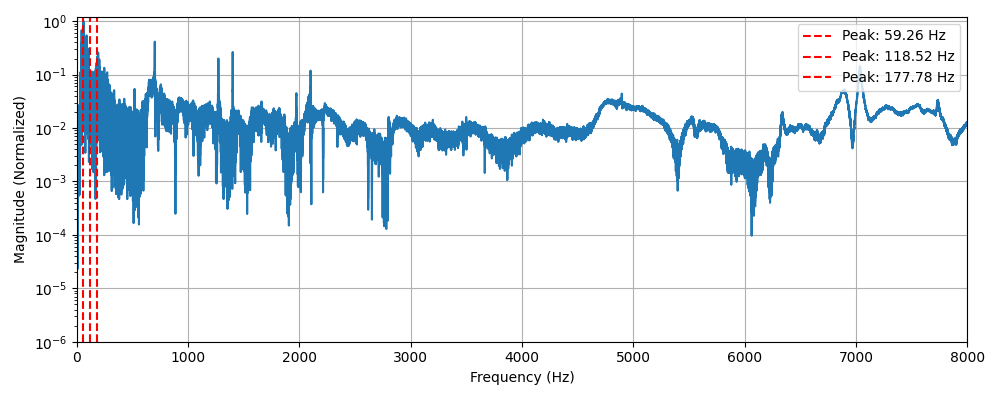 Magnitude (Normalized)
10⁰
10⁻¹
10⁻²
10⁻³
10⁻⁴
10⁻⁵
10⁻⁶
Peak: 59.26 Hz
Peak: 118.52 Hz
Peak: 177.78 Hz
0 1000 2000 3000 4000 5000 6000 7000 8000
Frequency (Hz)